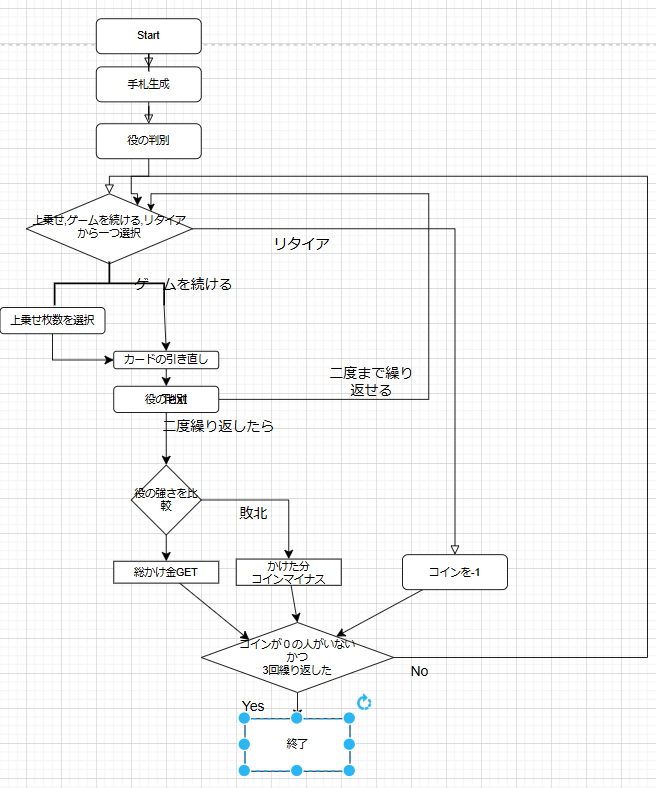 Start
手札生成
役の判別
上乗せ,ゲームを続ける,リタイア
から一つ選択
リタイア
ゲームを続ける
上乗せ枚数を選択
カードの引き直し
二度まで繰り
返せる
役の判別
二度繰り返したら
役の強さを比
較
敗北
総かけ金GET
かけた分
コインマイナス
コインを-1
コインが０の人がいない
かつ
3回繰り返した
No
Yes
終了